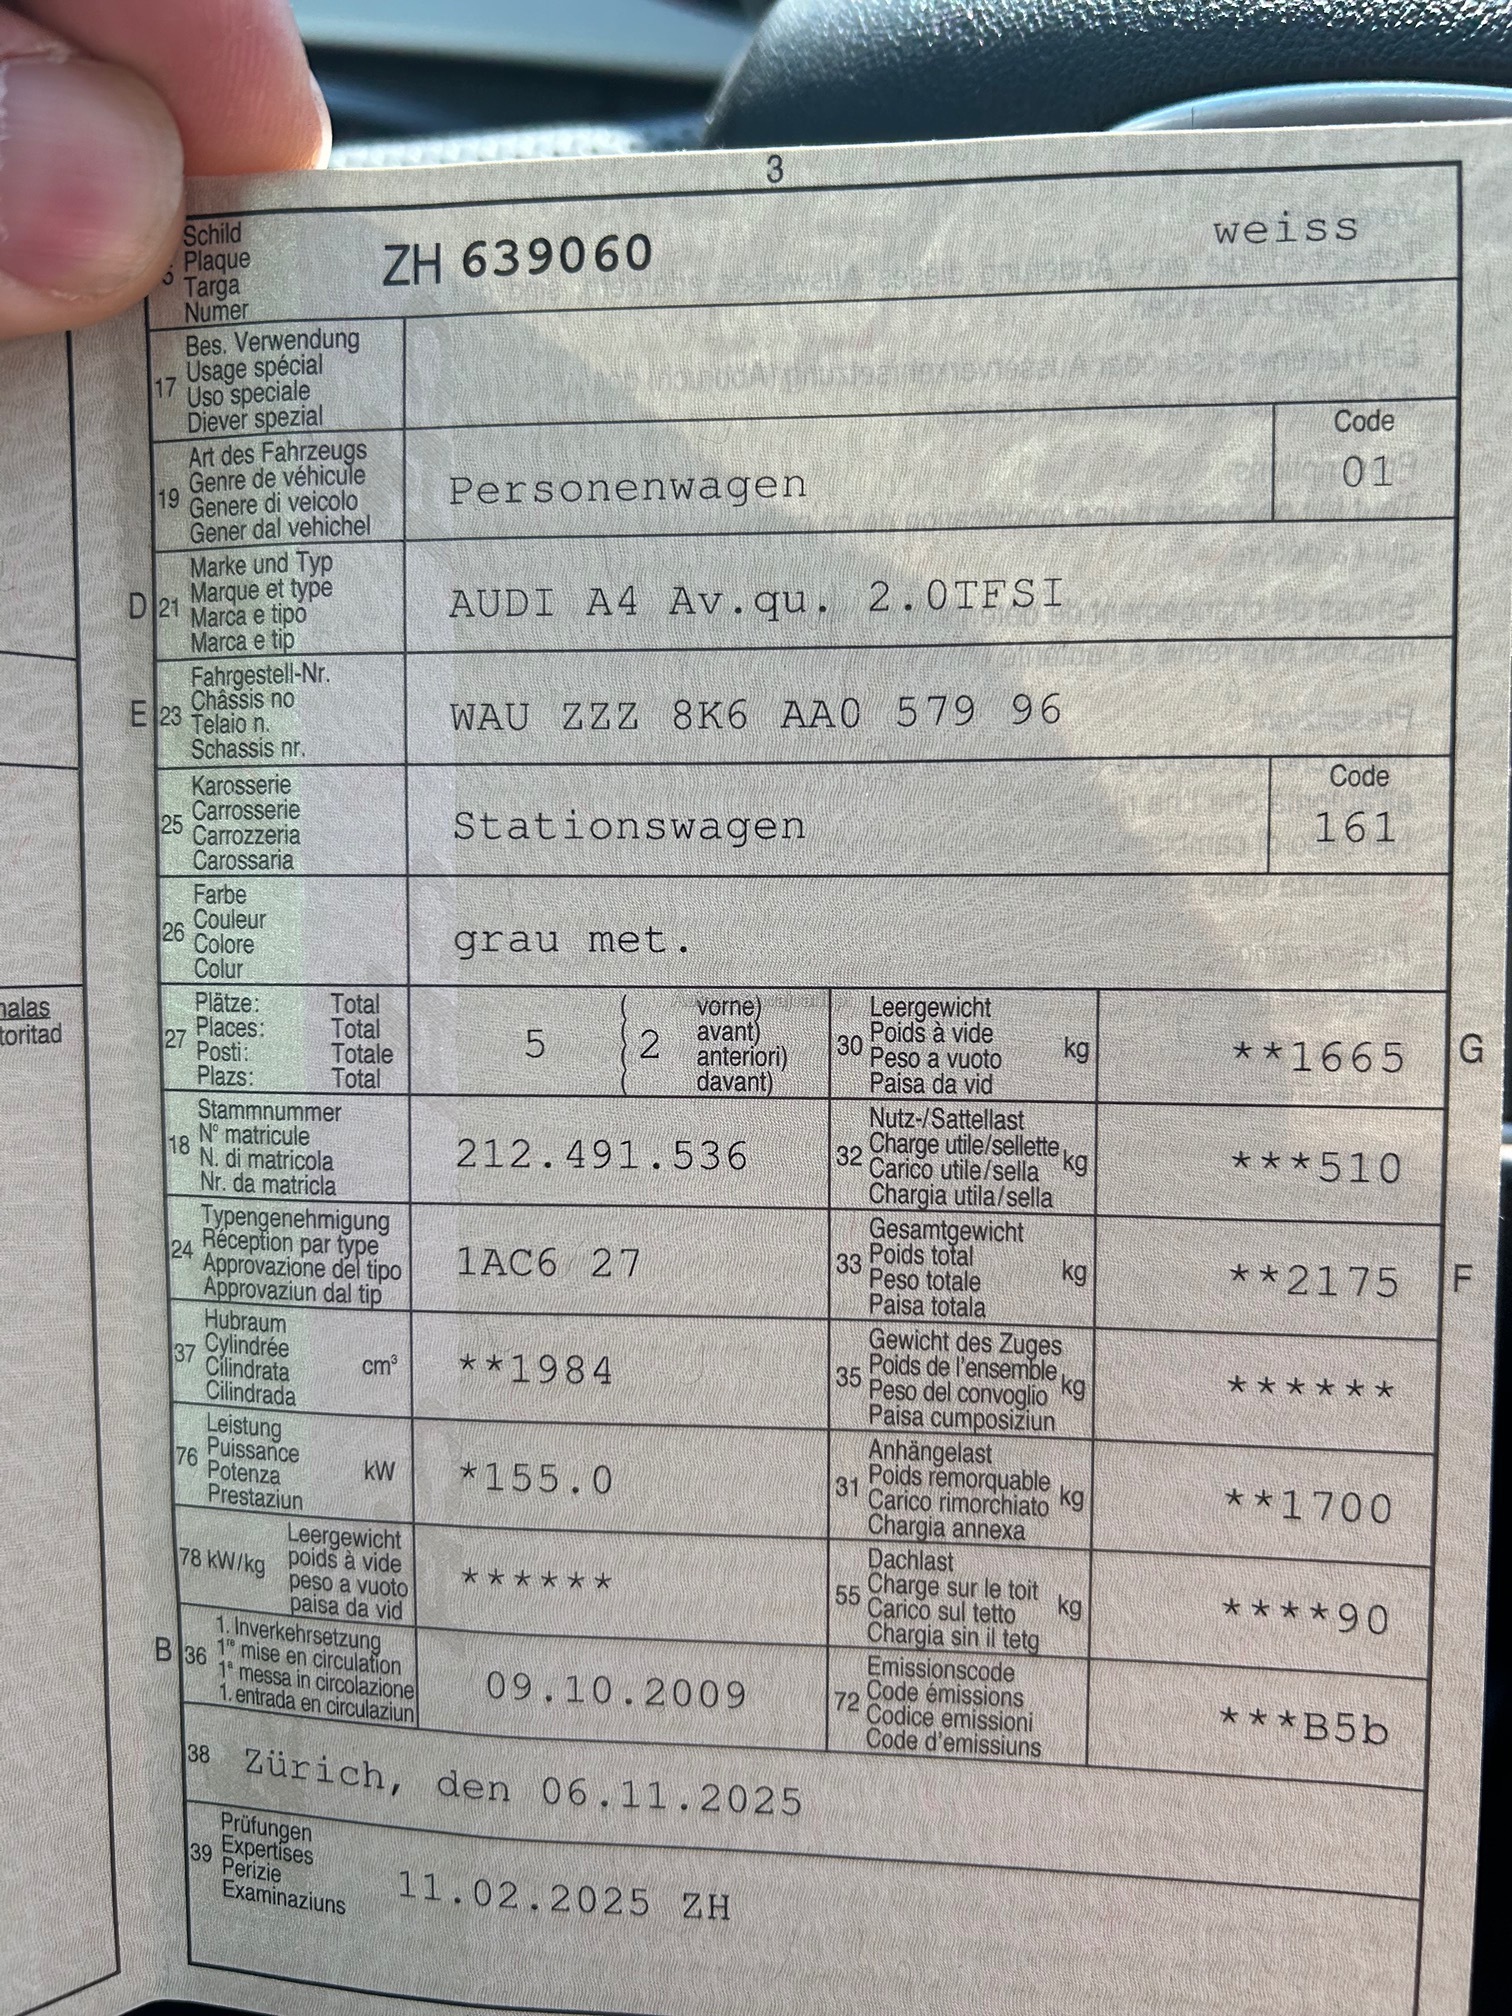 3
Schild
Plaque
Targa
Numer
ZH 639060
weiss
17
Bes. Verwendung
Usage spécial
Uso speciale
Diever spezial
19
Art des Fahrzeugs
Genre de véhicule
Genere di veicolo
Gener dal vehichel
Personenwagen
Code
01
D
21
Marke und Typ
Marque et type
Marca e tipo
Marca e tip
AUDI A4 Av.qu. 2.0TFSI
E
23
Fahrgestell-Nr.
Châssis no
Telaio n.
Schassis nr.
WAU ZZZ 8K6 AA0 579 96
25
Karosserie
Carrosserie
Carrozzeria
Carossaria
Stationswagen
Code
161
26
Farbe
Couleur
Colore
Colur
grau met.
27
Plätze: Total
Places: Total
Posti: Totale
Plazs: Total
5
2
vorne)
avant)
anteriori)
davant)
30
Leergewicht
Poids à vide
Peso a vuoto
Paisa da vid
kg
**1665
G
18
Stammnummer
N° matricule
N. di matricola
Nr. da matricla
212.491.536
32
Nutz-/Sattellast
Charge utile/sellette
Carico utile/sella
Chargia utila/sella
kg
***510
24
Typengenehmigung
Réception par type
Approvazione del tipo
Approvaziun dal tip
1AC6 27
33
Gesamtgewicht
Poids total
Peso totale
Paisa totala
kg
**2175
F
37
Hubraum
Cylindrée
Cilindrata
Cilindrada
cm³
**1984
35
Gewicht des Zuges
Poids de l'ensemble
Peso del convoglio
Paisa cumposiziun
kg
******
76
Leistung
Puissance
Potenza
Prestaziun
kW
*155.0
31
Anhängelast
Poids remorquable
Carico rimorchiato
Chargia annexa
kg
**1700
78 kW/kg
Leergewicht
poids à vide
peso a vuoto
paisa da vid
******
55
Dachlast
Charge sur le toit
Carico sul tetto
Chargia sin il tetg
kg
****90
B
36
1. Inverkehrsetzung
1re mise en circulation
1a messa in circolazione
1. entrada en circulaziun
09.10.2009
72
Emissionscode
Code émissions
Codice emissioni
Code d'emissiuns
***B5b
38
Zürich, den 06.11.2025
39
Prüfungen
Expertises
Perizie
Examinaziuns
11.02.2025 ZH